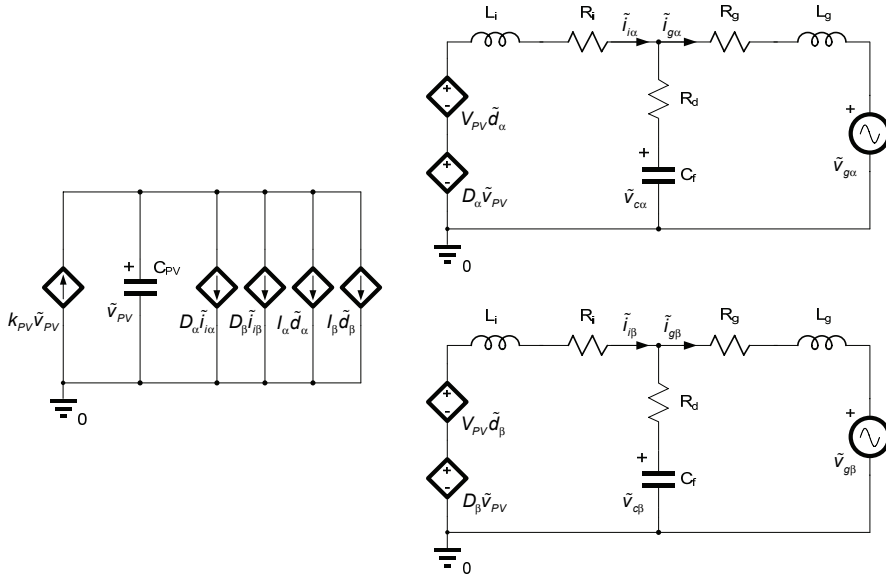 L_i R_i ĩ_iα ĩ_gα R_g L_g
R_d
+
V_PV d̃_α
+
ṽ_gα
+
C_f
D_α ṽ_PV
ṽ_cα
0
+
C_PV
k_PV ṽ_PV
ṽ_PV
D_α ĩ_iα D_β ĩ_iβ I_α d̃_α I_β d̃_β
0
L_i R_i ĩ_iβ ĩ_gβ R_g L_g
R_d
+
V_PV d̃_β
+
ṽ_gβ
+
C_f
D_β ṽ_PV
ṽ_cβ
0